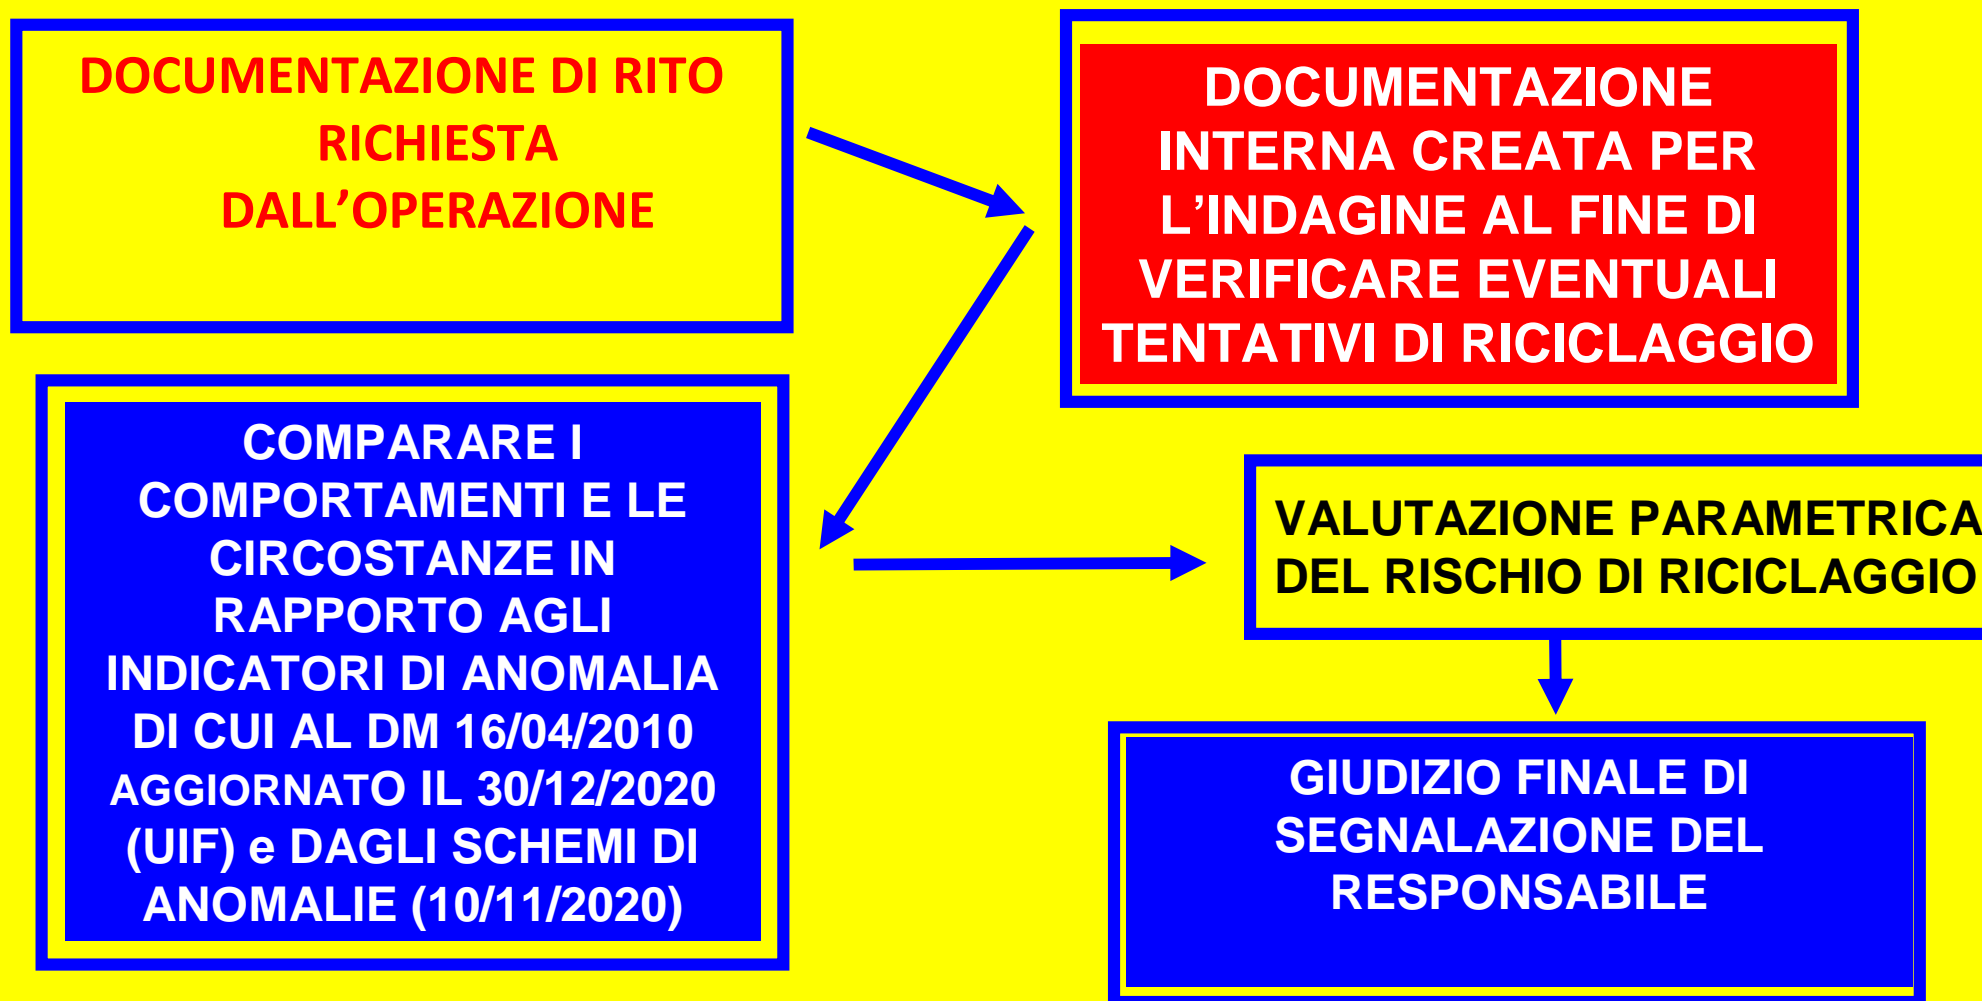 DOCUMENTAZIONE DI RITO
RICHIESTA
DALL’OPERAZIONE
DOCUMENTAZIONE
INTERNA CREATA PER
L’INDAGINE AL FINE DI
VERIFICARE EVENTUALI
TENTATIVI DI RICICLAGGIO
COMPARARE I
COMPORTAMENTI E LE
CIRCOSTANZE IN
RAPPORTO AGLI
INDICATORI DI ANOMALIA
DI CUI AL DM 16/04/2010
AGGIORNATO IL 30/12/2020
(UIF) e DAGLI SCHEMI DI
ANOMALIE (10/11/2020)
VALUTAZIONE PARAMETRICA
DEL RISCHIO DI RICICLAGGIO
GIUDIZIO FINALE DI
SEGNALAZIONE DEL
RESPONSABILE